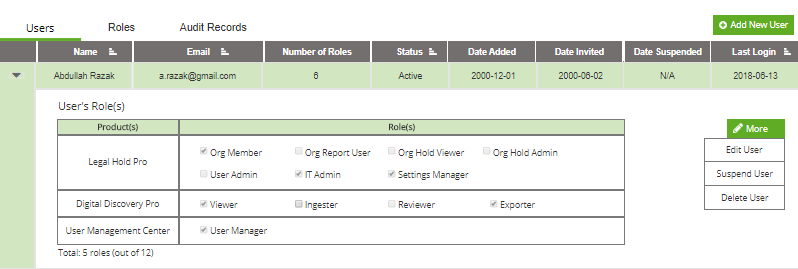 Users Roles Audit Records Add New User
Name Email Number of Roles Status Date Added Date Invited Date Suspended Last Login
Abdullah Razak a.razak@gmail.com 6 Active 2000-12-01 2000-06-02 N/A 2018-06-13
User's Role(s)
Product(s) Role(s) More
Legal Hold Pro Org Member Org Report User Org Hold Viewer Org Hold Admin Edit User
User Admin IT Admin Settings Manager Suspend User
Digital Discovery Pro Viewer Ingester Reviewer Exporter Delete User
User Management Center User Manager
Total: 5 roles (out of 12)